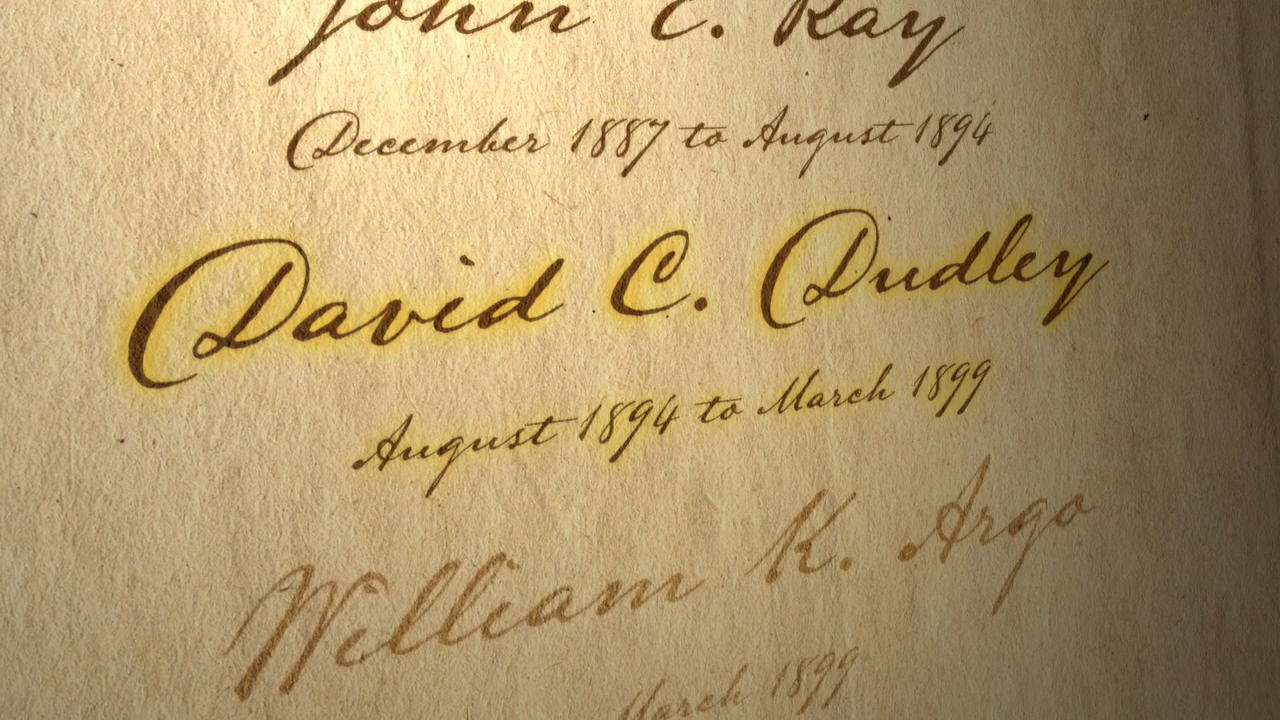 John C. Ray
December 1887 to August 1894
David C. Dudley
August 1894 to March 1899
William K. Argo
March 1899